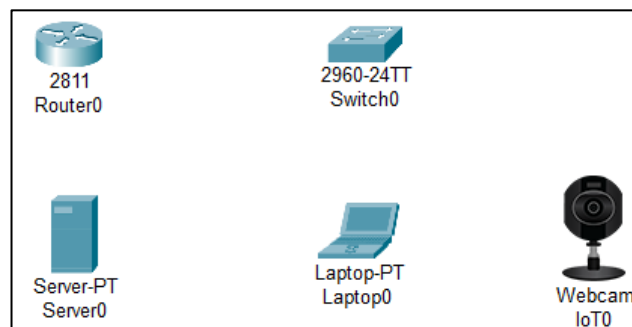 2811
Router0
2960-24TT
Switch0
Server-PT
Server0
Laptop-PT
Laptop0
Webcam
IoT0